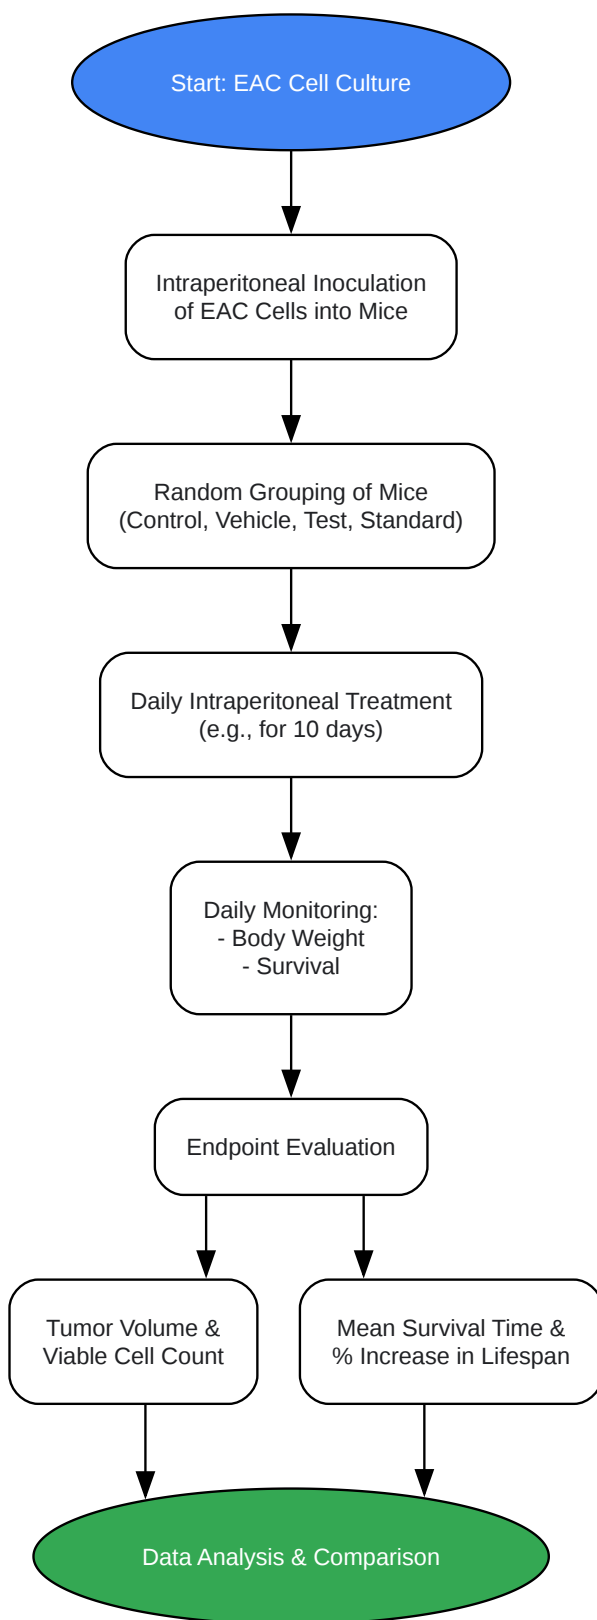 Start: EAC Cell Culture
Intraperitoneal Inoculation
of EAC Cells into Mice
Random Grouping of Mice
(Control, Vehicle, Test, Standard)
Daily Intraperitoneal Treatment
(e.g., for 10 days)
Daily Monitoring:
- Body Weight
- Survival
Endpoint Evaluation
Tumor Volume &
Viable Cell Count
Mean Survival Time &
% Increase in Lifespan
Data Analysis & Comparison